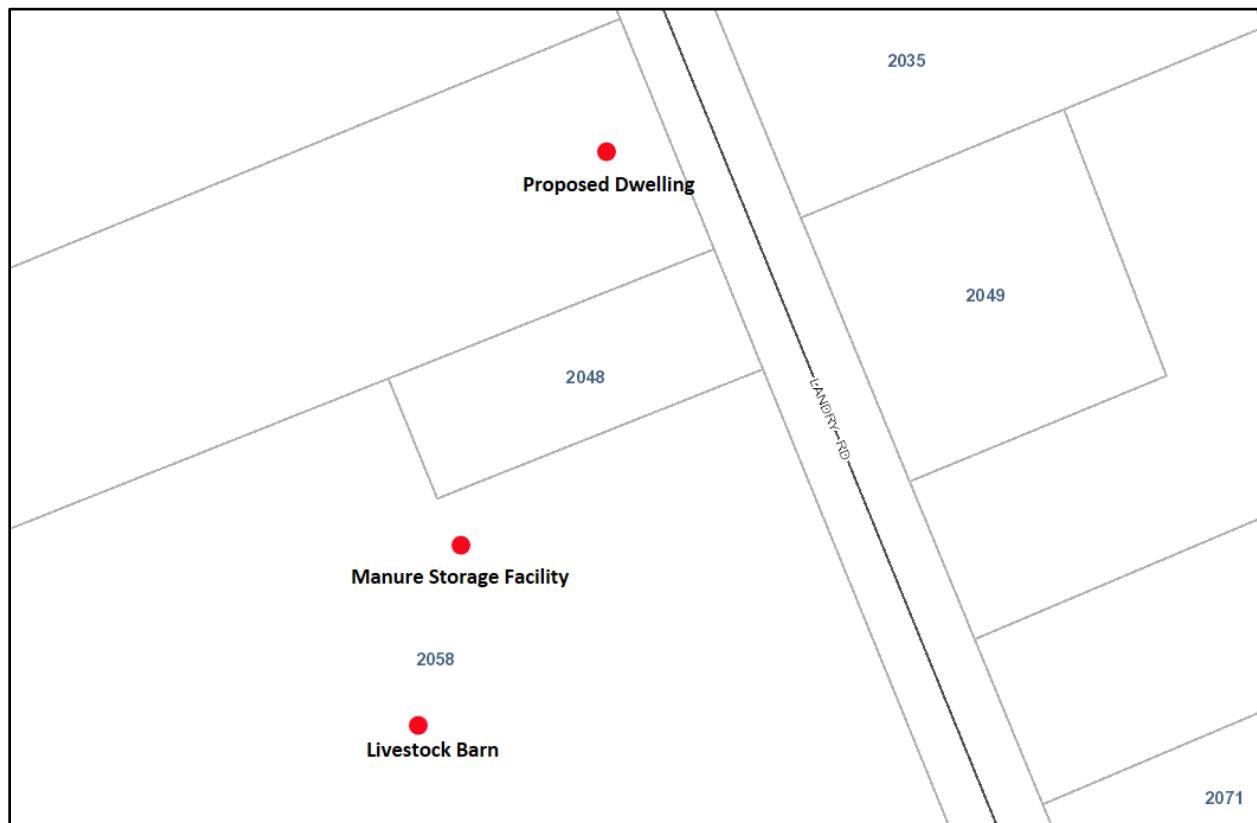 2035
Proposed Dwelling
2049
2048
LANDRY RD
Manure Storage Facility
2058
Livestock Barn
2071